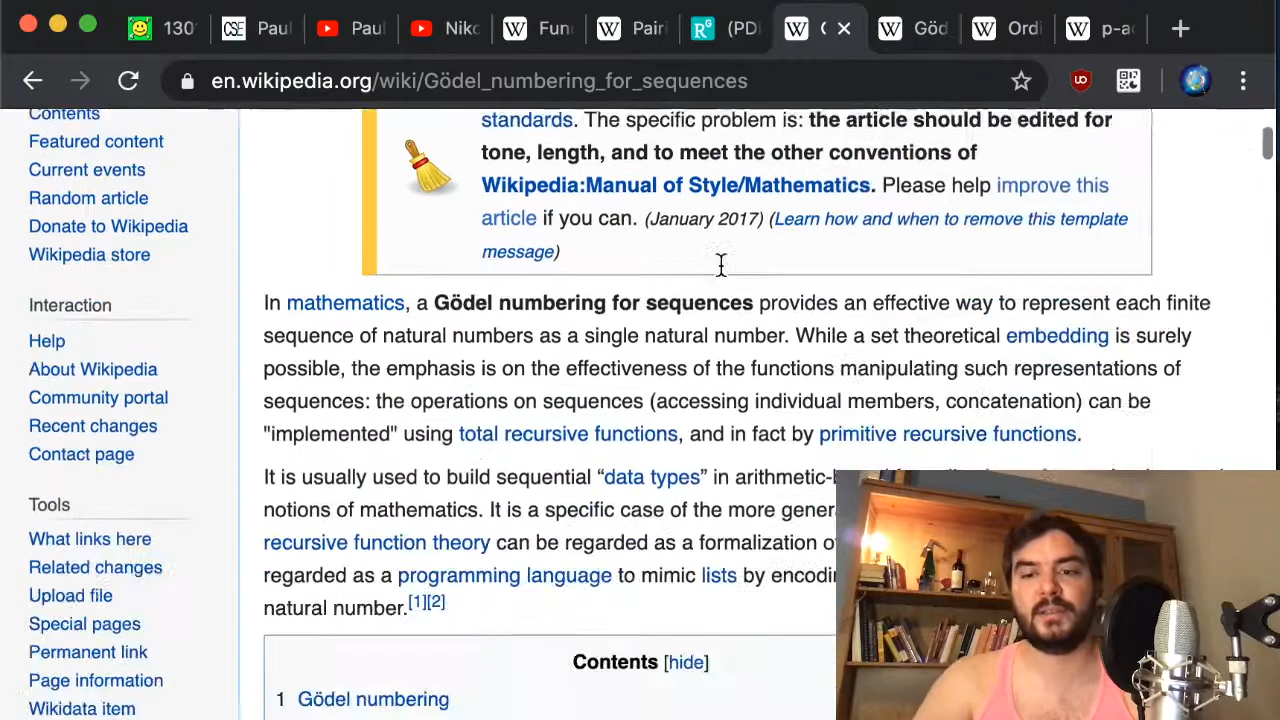 130
CSE Paul
Paul
Niko
W Func
W Pairi
RG (PD
W G
W Göd
W Ordi
W p-ad
en.wikipedia.org/wiki/Gödel_numbering_for_sequences
Contents
Featured content
Current events
Random article
Donate to Wikipedia
Wikipedia store
Interaction
Help
About Wikipedia
Community portal
Recent changes
Contact page
Tools
What links here
Related changes
Upload file
Special pages
Permanent link
Page information
Wikidata item
standards. The specific problem is: the article should be edited for
tone, length, and to meet the other conventions of
Wikipedia:Manual of Style/Mathematics. Please help improve this
article if you can. (January 2017) (Learn how and when to remove this template
message)
In mathematics, a Gödel numbering for sequences provides an effective way to represent each finite
sequence of natural numbers as a single natural number. While a set theoretical embedding is surely
possible, the emphasis is on the effectiveness of the functions manipulating such representations of
sequences: the operations on sequences (accessing individual members, concatenation) can be
"implemented" using total recursive functions, and in fact by primitive recursive functions.
It is usually used to build sequential “data types” in arithmetic-b
notions of mathematics. It is a specific case of the more gener
recursive function theory can be regarded as a formalization o
regarded as a programming language to mimic lists by encodi
natural number.[1][2]
Contents [hide]
1 Gödel numbering